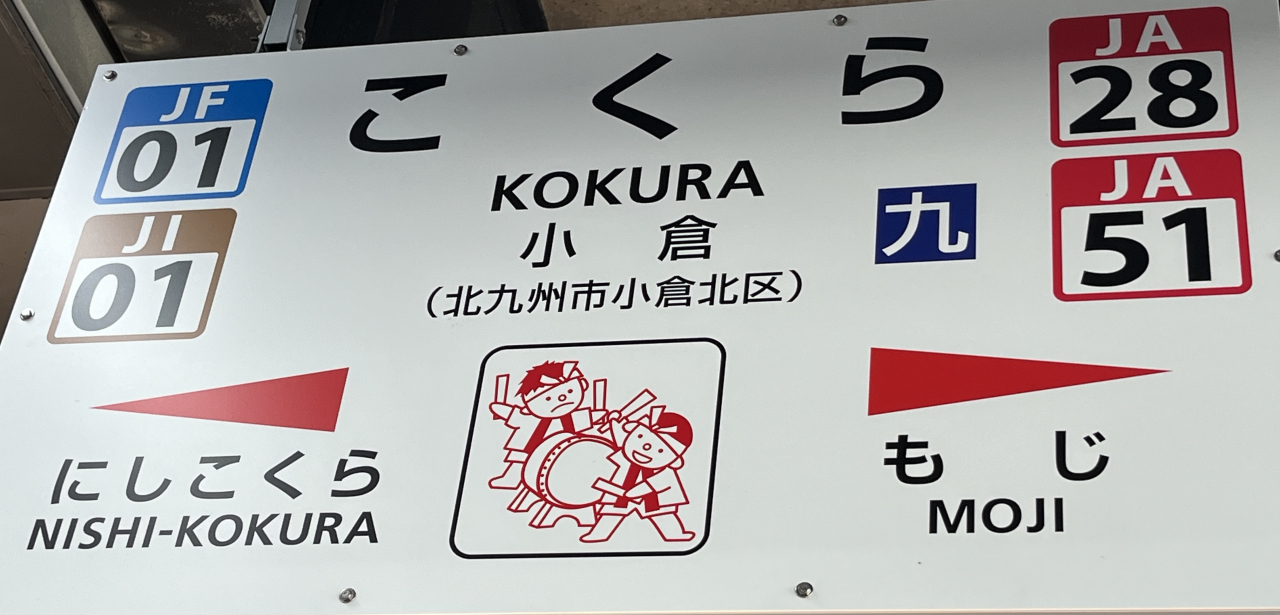 JF
01
こくら
JA
28
KOKURA
九
JI
01
小倉
JA
51
（北九州市小倉北区）
にしこくら
NISHI-KOKURA
もじ
MOJI